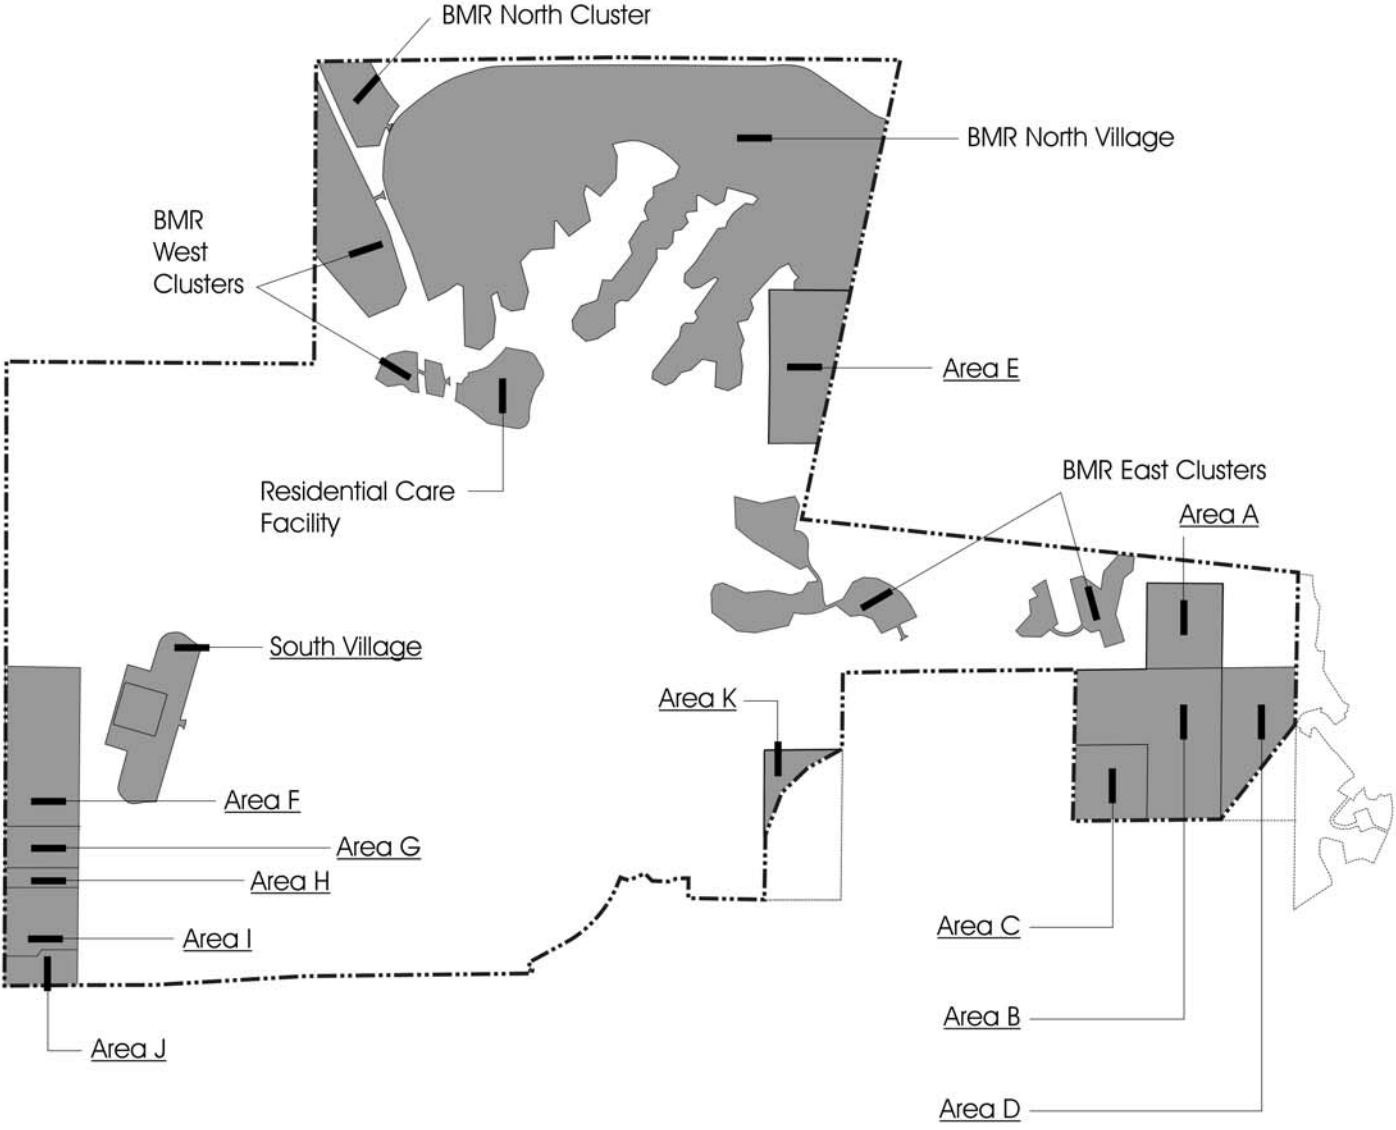 BMR North Cluster
BMR North Village
BMR
West
Clusters
Area E
BMR East Clusters
Residential Care
Facility
Area A
South Village
Area K
Area F
Area G
Area H
Area C
Area I
Area B
Area J
Area D